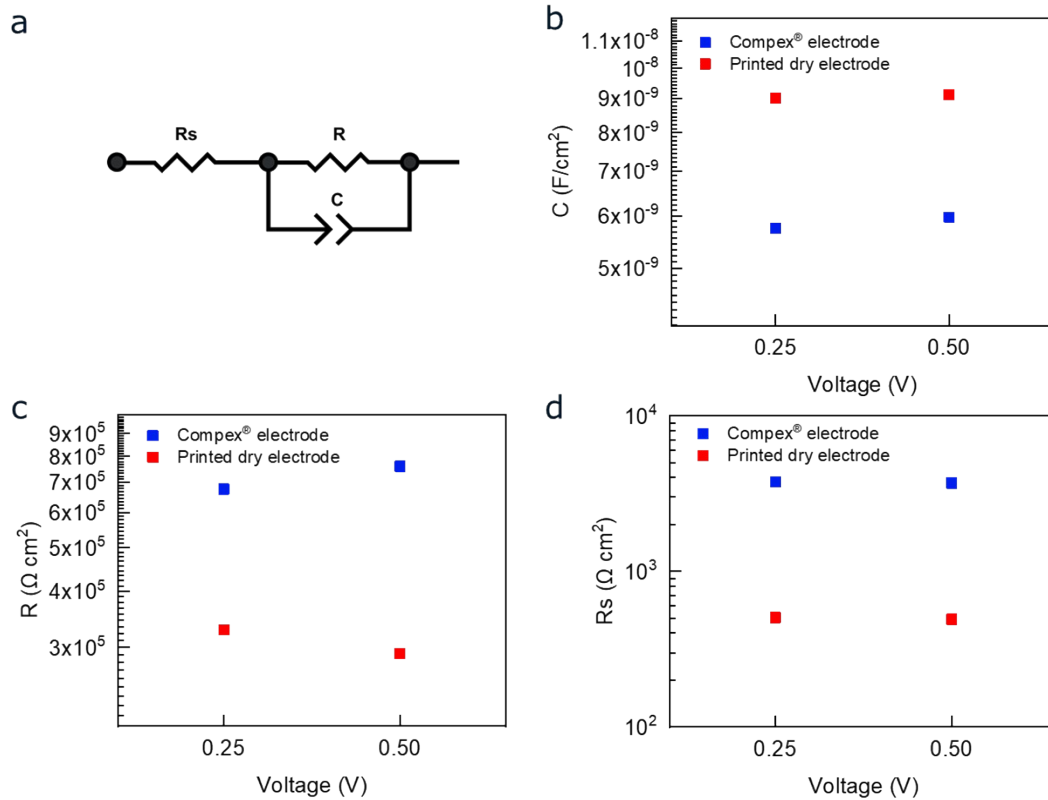 a
Rs
R
C
b
Compex® electrode
Printed dry electrode
1.1x10⁻⁸
10⁻⁸
9x10⁻⁹
8x10⁻⁹
7x10⁻⁹
6x10⁻⁹
5x10⁻⁹
C (F/cm²)
0.25
0.50
Voltage (V)
c
Compex® electrode
Printed dry electrode
9x10⁵
8x10⁵
7x10⁵
6x10⁵
5x10⁵
4x10⁵
3x10⁵
R (Ω cm²)
0.25
0.50
Voltage (V)
d
Compex® electrode
Printed dry electrode
10⁴
10³
10²
Rs (Ω cm²)
0.25
0.50
Voltage (V)